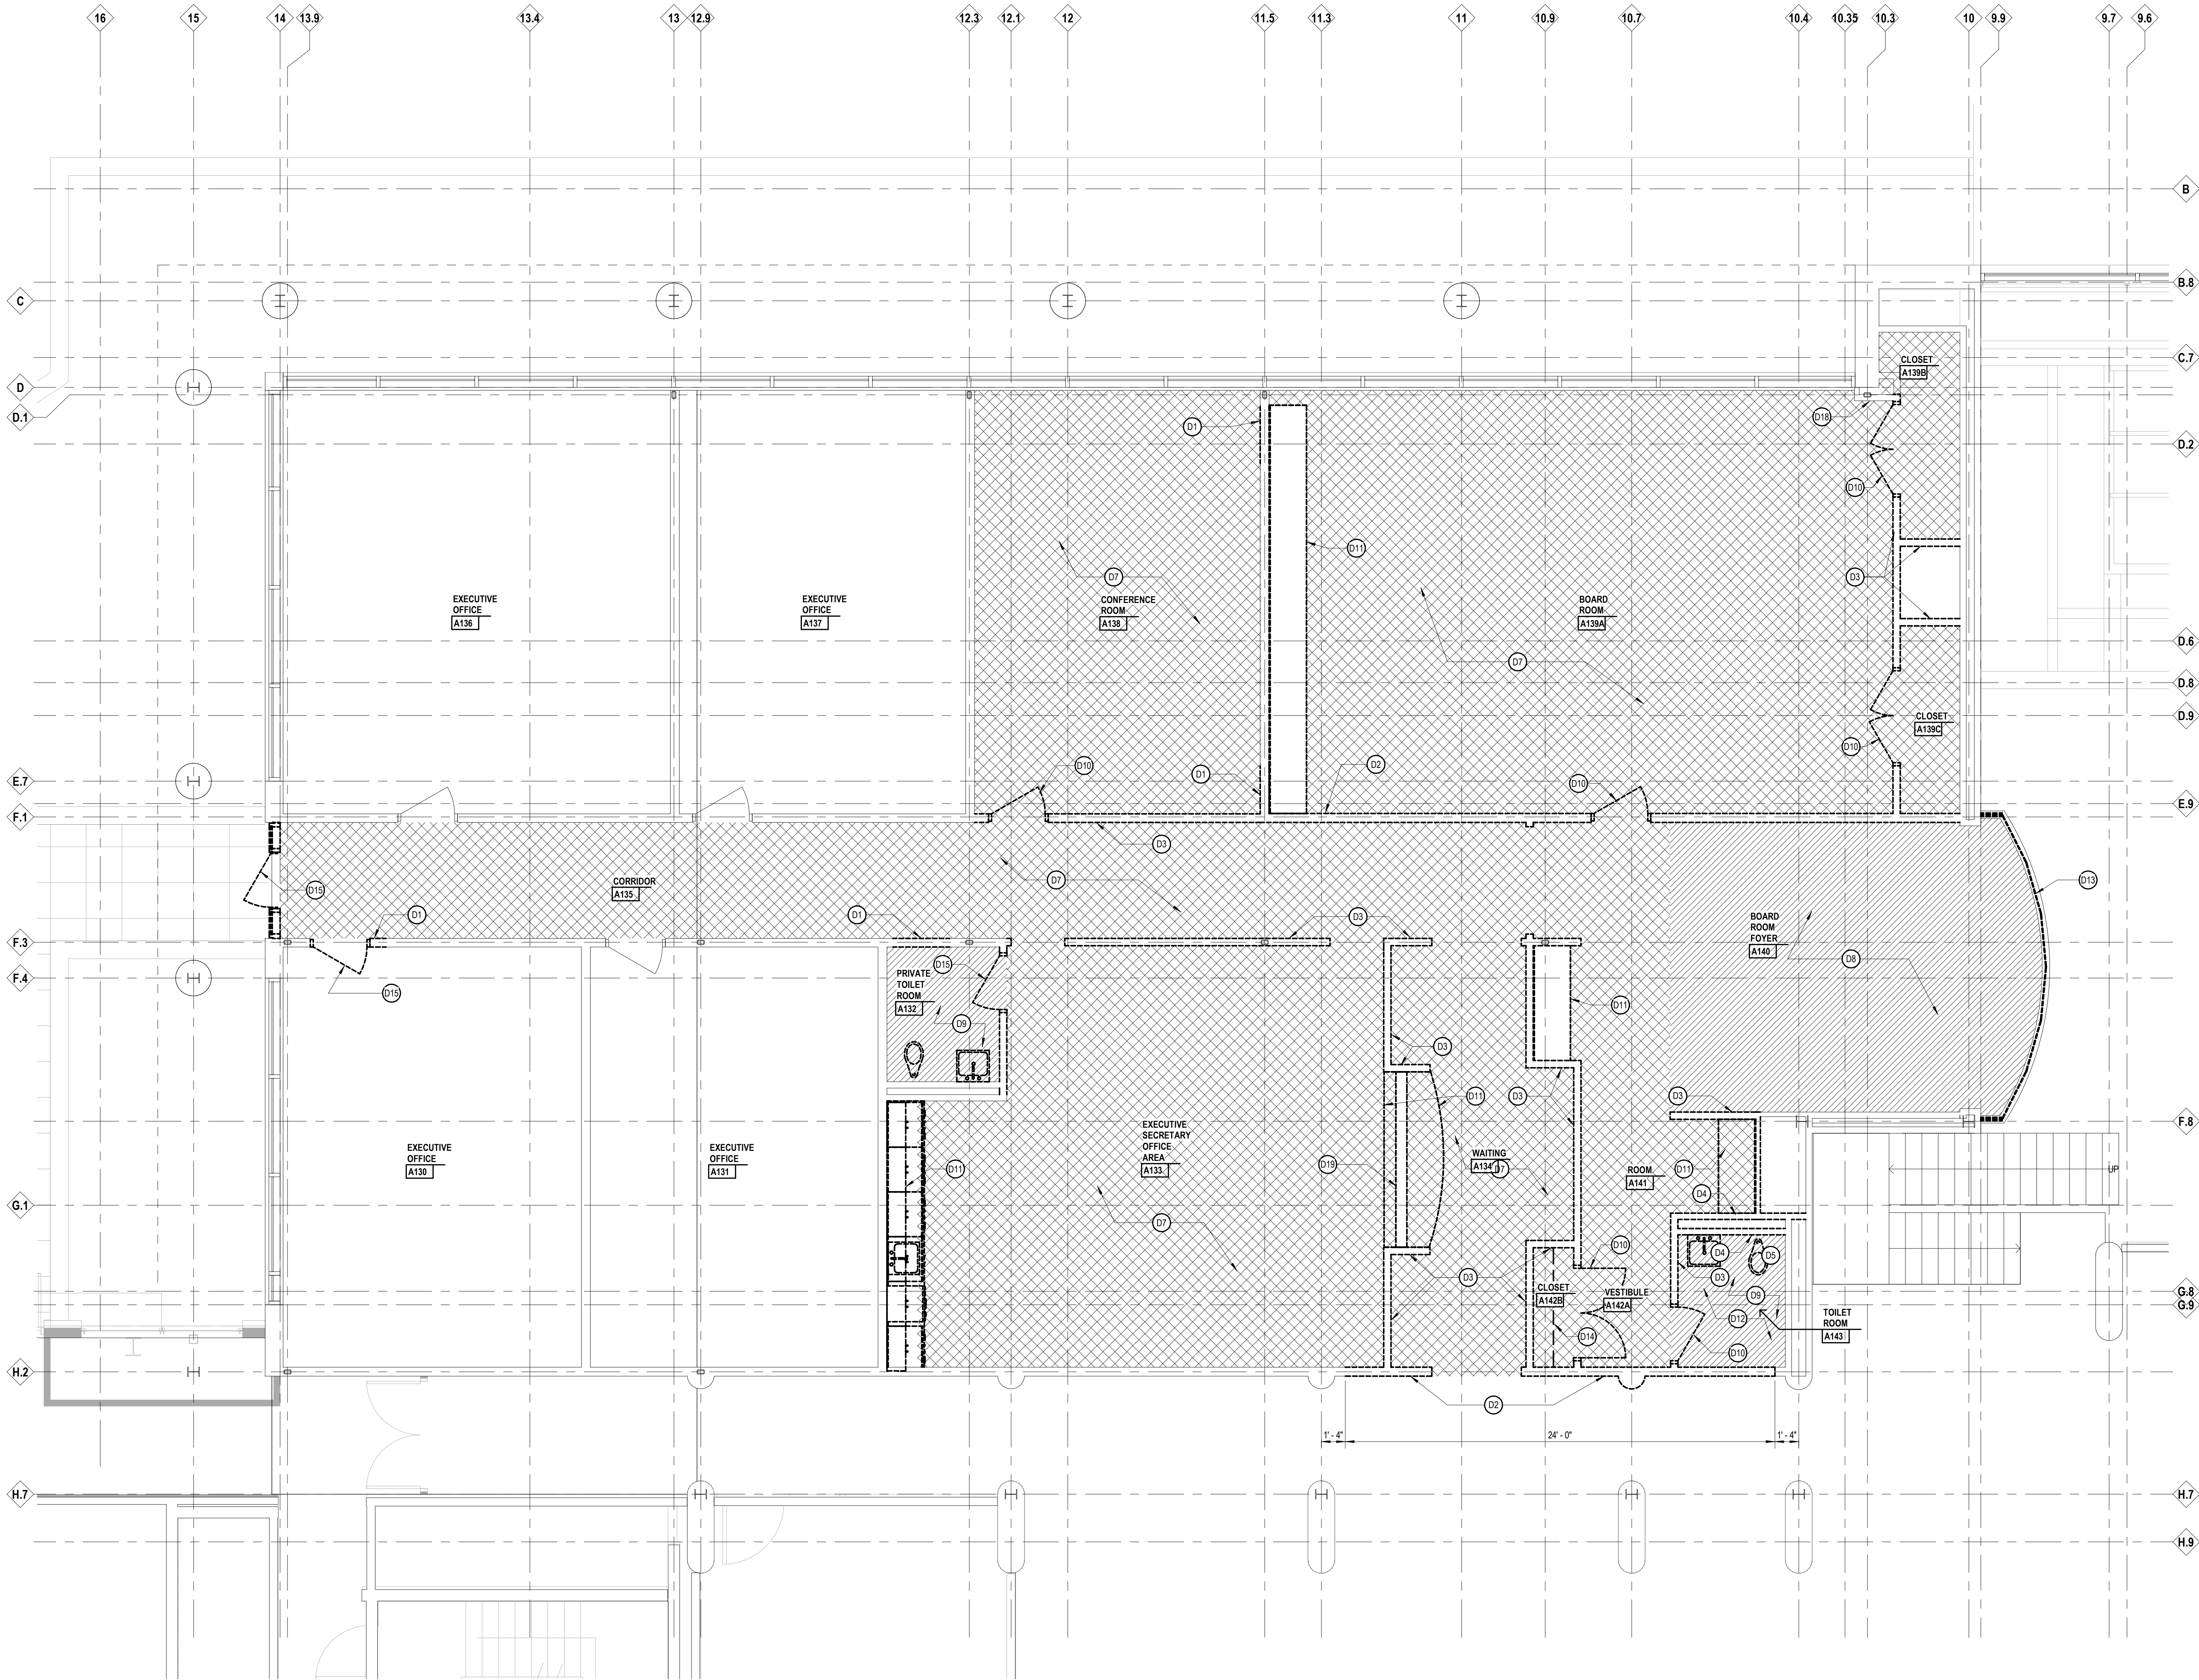 16
15
14
13.9
13.4
13
12.9
12.3
12.1
12
11.5
11.3
11
10.9
10.7
10.4
10.35
10.3
10
9.9
9.7
9.6
B
C
B.8
C.7
D
D.1
D.2
CLOSET
A139B
D18
D1
D10
D11
D7
D3
EXECUTIVE
OFFICE
A136
EXECUTIVE
OFFICE
A137
CONFERENCE
ROOM
A138
BOARD
ROOM
A139A
D.6
D7
D.8
D.9
CLOSET
A139C
D10
E.7
D10
D1
D2
D10
E.9
F.1
D3
CORRIDOR
A135
D15
D7
D13
D1
D1
D3
BOARD
ROOM
FOYER
A140
F.3
D8
F.4
D15
PRIVATE
TOILET
ROOM
A132
D15
D11
D9
D3
D11
D3
D3
F.8
EXECUTIVE
OFFICE
A130
EXECUTIVE
OFFICE
A131
D11
EXECUTIVE
SECRETARY
OFFICE
AREA
A133
D19
WAITING
A134
D7
ROOM
A141
D11
UP
D4
G.1
D7
D10
D4
D5
D3
D3
CLOSET
A142B
VESTIBULE
A142A
D9
G.8
G.9
D12
TOILET
ROOM
A143
D14
D10
H.2
D2
1' - 4"
24' - 0"
1' - 4"
H.7
H.7
H.9